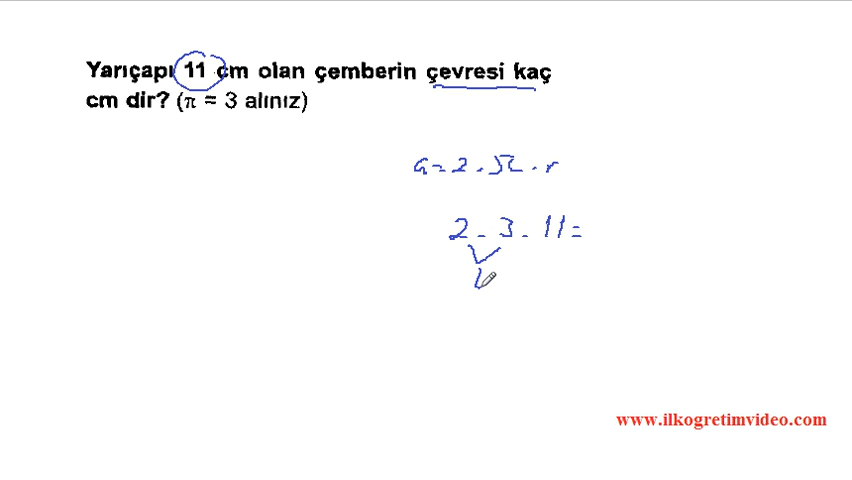 Yarıçapı 11 cm olan çemberin çevresi kaç
cm dir? (π = 3 alınız)
Ç = 2 . π . r
2 . 3 . 11 =
www.ilkogretimvideo.com